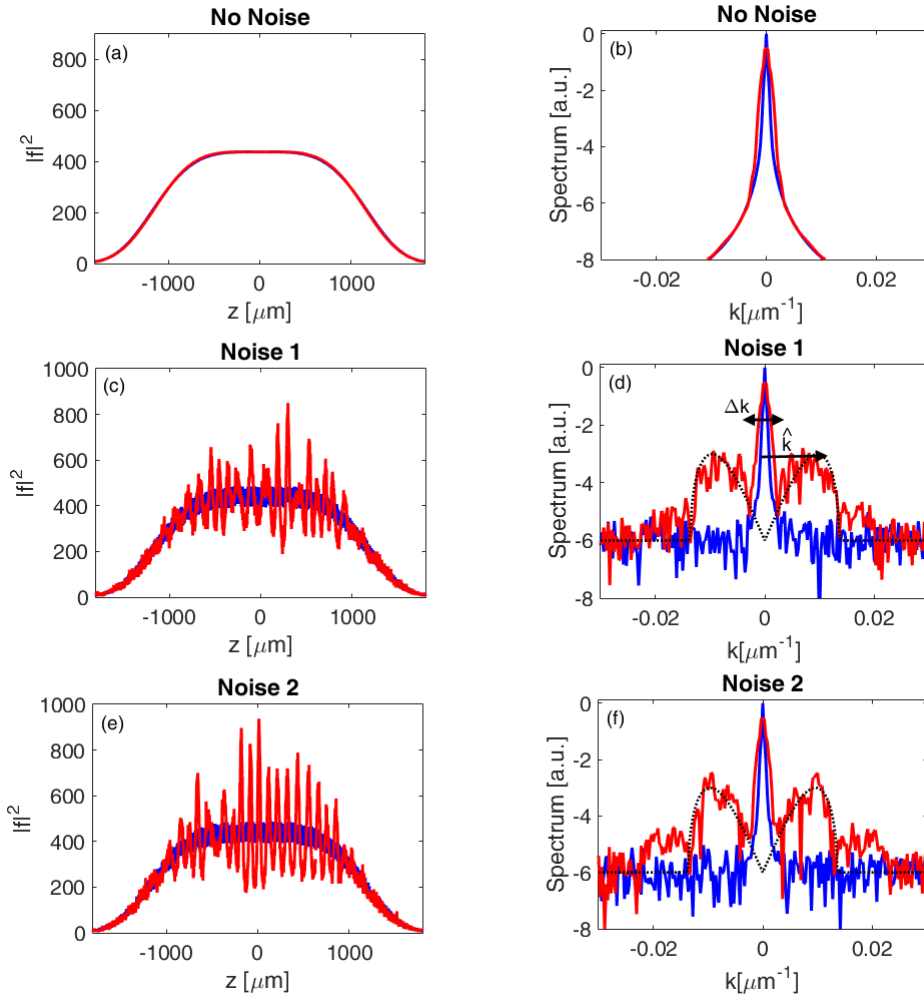 No Noise
(a)
800
600
400
200
0
|f|²
-1000 0 1000
z [μm]
No Noise
(b)
0
-2
-4
-6
-8
Spectrum [a.u.]
-0.02 0 0.02
k[μm⁻¹]
Noise 1
(c)
1000
800
600
400
200
0
|f|²
-1000 0 1000
z [μm]
Noise 1
(d)
Δk
k̂
0
-2
-4
-6
-8
Spectrum [a.u.]
-0.02 0 0.02
k[μm⁻¹]
Noise 2
(e)
1000
800
600
400
200
0
|f|²
-1000 0 1000
z [μm]
Noise 2
(f)
0
-2
-4
-6
-8
Spectrum [a.u.]
-0.02 0 0.02
k[μm⁻¹]